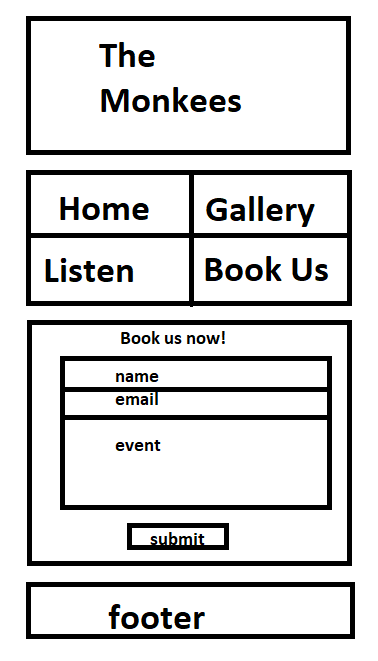 The
Monkees
Home Gallery
Listen Book Us
Book us now!
name
email
event
submit
footer